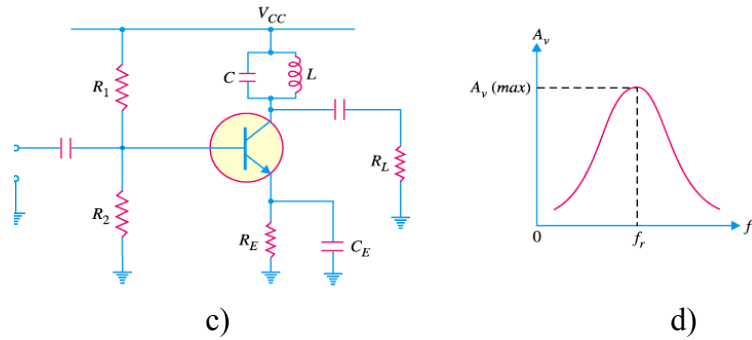 V_CC
C
L
R_1
R_L
R_2
R_E
C_E
c)
A_v
A_v (max)
0
f_r
f
d)